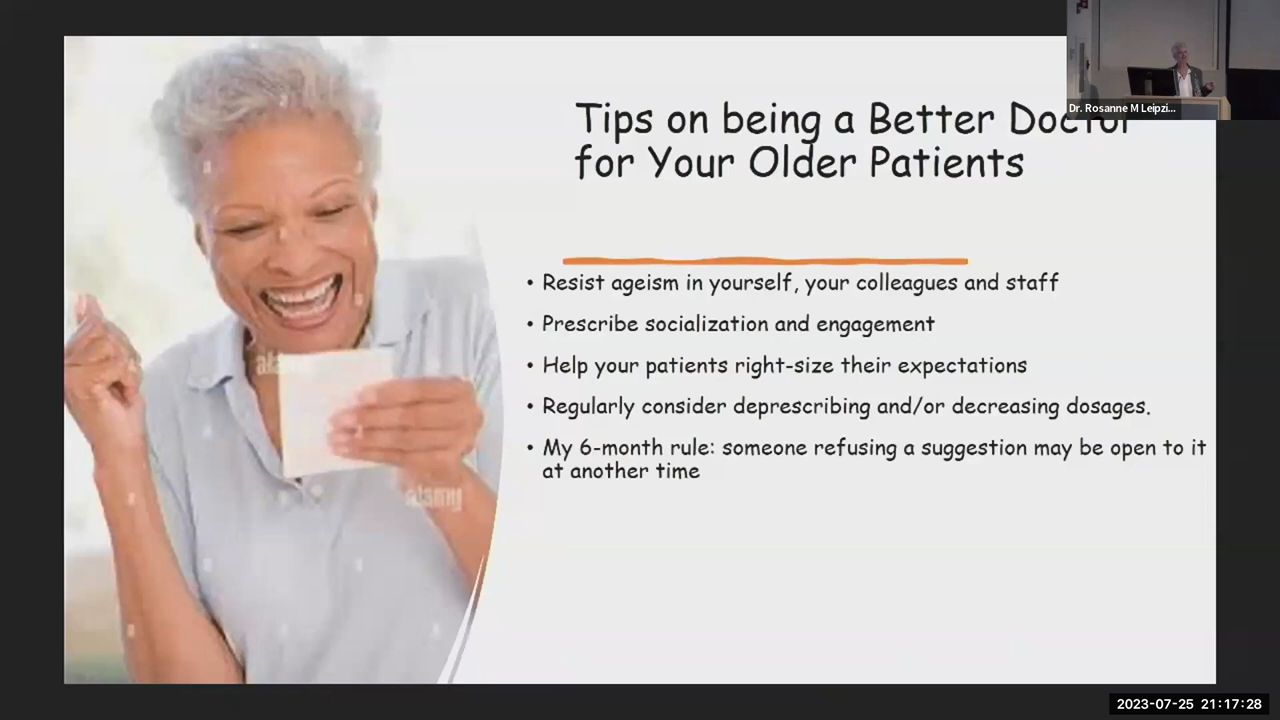 Dr. Rosanne M Leipzi...
Tips on being a Better Doctor
for Your Older Patients
• Resist ageism in yourself, your colleagues and staff
• Prescribe socialization and engagement
• Help your patients right-size their expectations
• Regularly consider deprescribing and/or decreasing dosages.
• My 6-month rule: someone refusing a suggestion may be open to it
at another time
alamy
2023-07-25 21:17:28